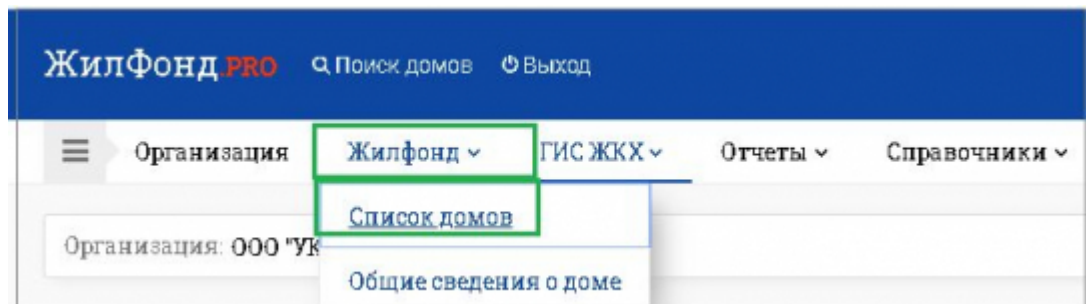 ЖилФонд.PRO Поиск домов Выход
Организация Жилфонд ГИС ЖКХ Отчеты Справочники
Список домов
Организация: ООО "УК
Общие сведения о доме